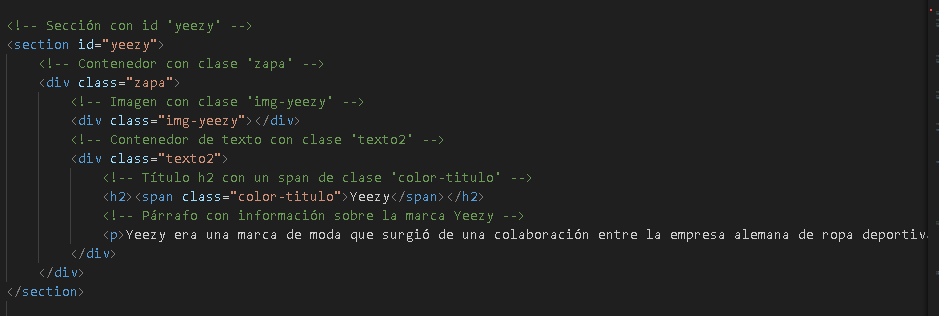 <!-- Sección con id 'yeezy' -->
<section id="yeezy">
<!-- Contenedor con clase 'zapa' -->
<div class="zapa">
<!-- Imagen con clase 'img-yeezy' -->
<div class="img-yeezy"></div>
<!-- Contenedor de texto con clase 'texto2' -->
<div class="texto2">
<!-- Título h2 con un span de clase 'color-titulo' -->
<h2><span class="color-titulo">Yeezy</span></h2>
<!-- Párrafo con información sobre la marca Yeezy -->
<p>Yeezy era una marca de moda que surgió de una colaboración entre la empresa alemana de ropa deportiv
</div>
</div>
</section>